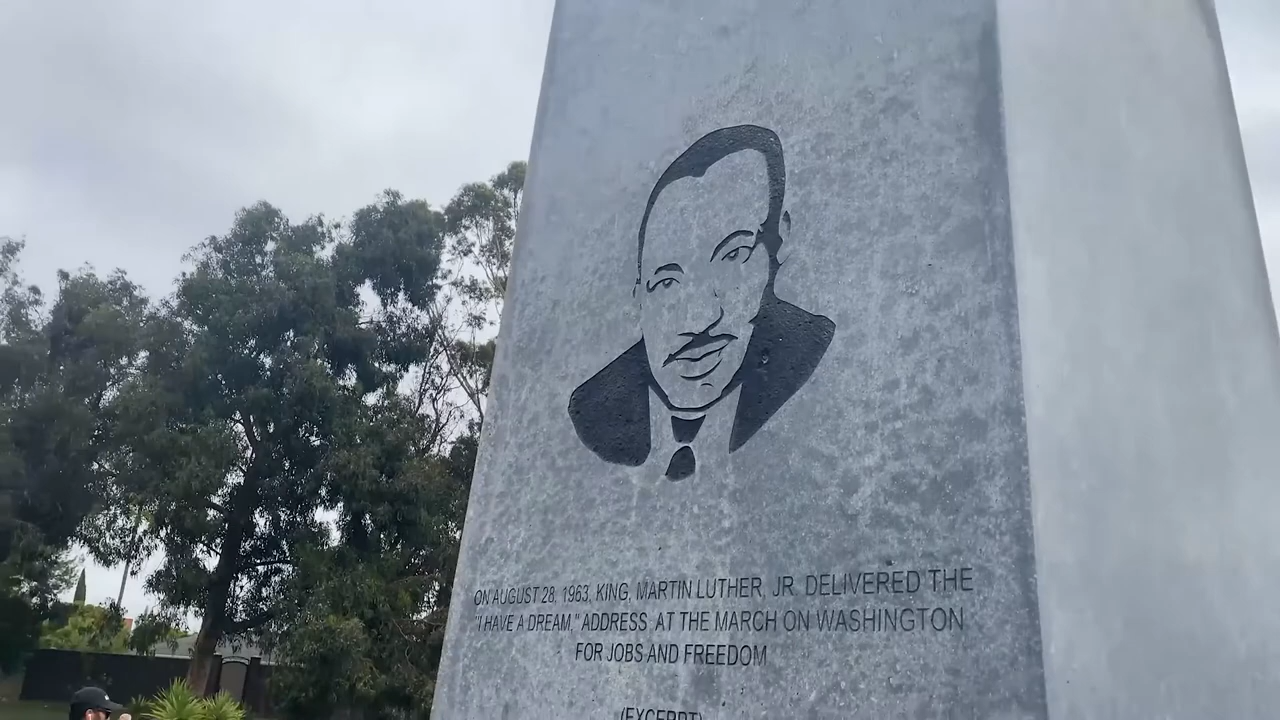 ON AUGUST 28, 1963, KING, MARTIN LUTHER, JR. DELIVERED THE
"I HAVE A DREAM," ADDRESS AT THE MARCH ON WASHINGTON
FOR JOBS AND FREEDOM
(EXCERPT)